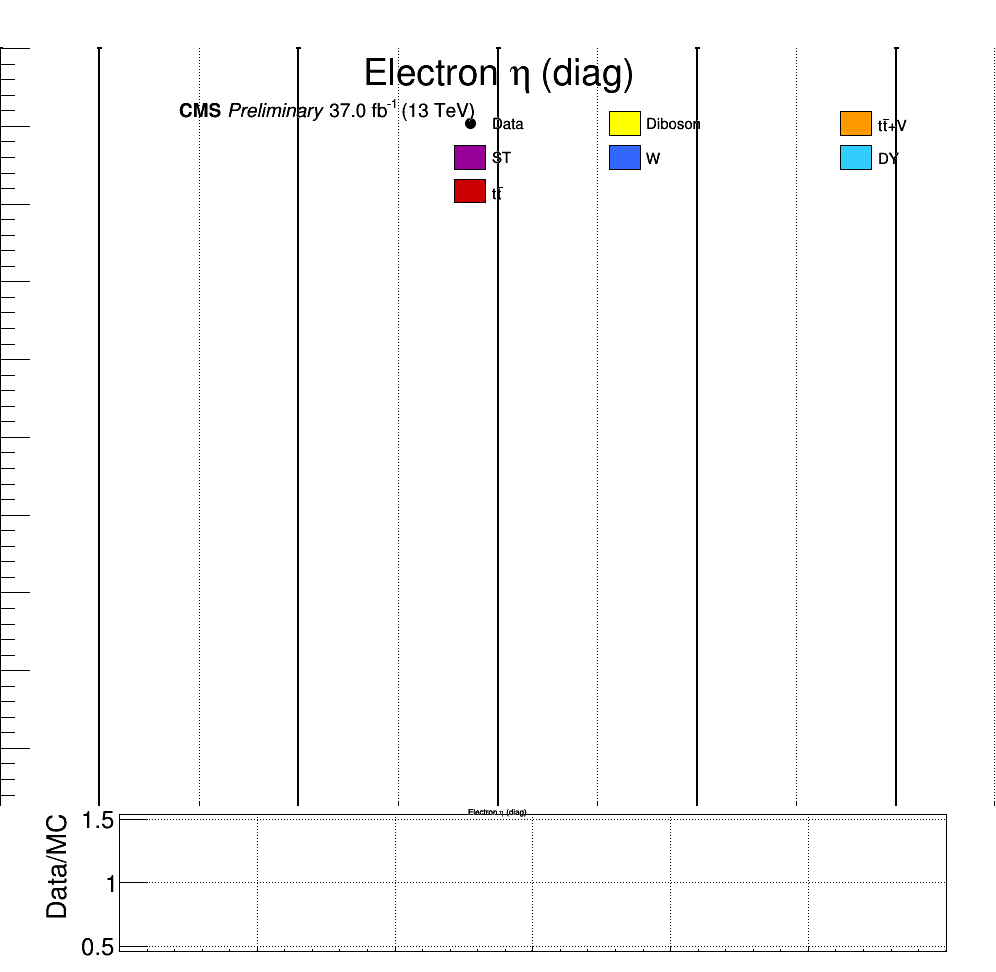 Electron η (diag)
CMS Preliminary 37.0 fb⁻¹ (13 TeV)
Data
Diboson
tt̄+V
ST
W
DY
tt̄
Electron η (diag)
Data/MC
1.5
1
0.5